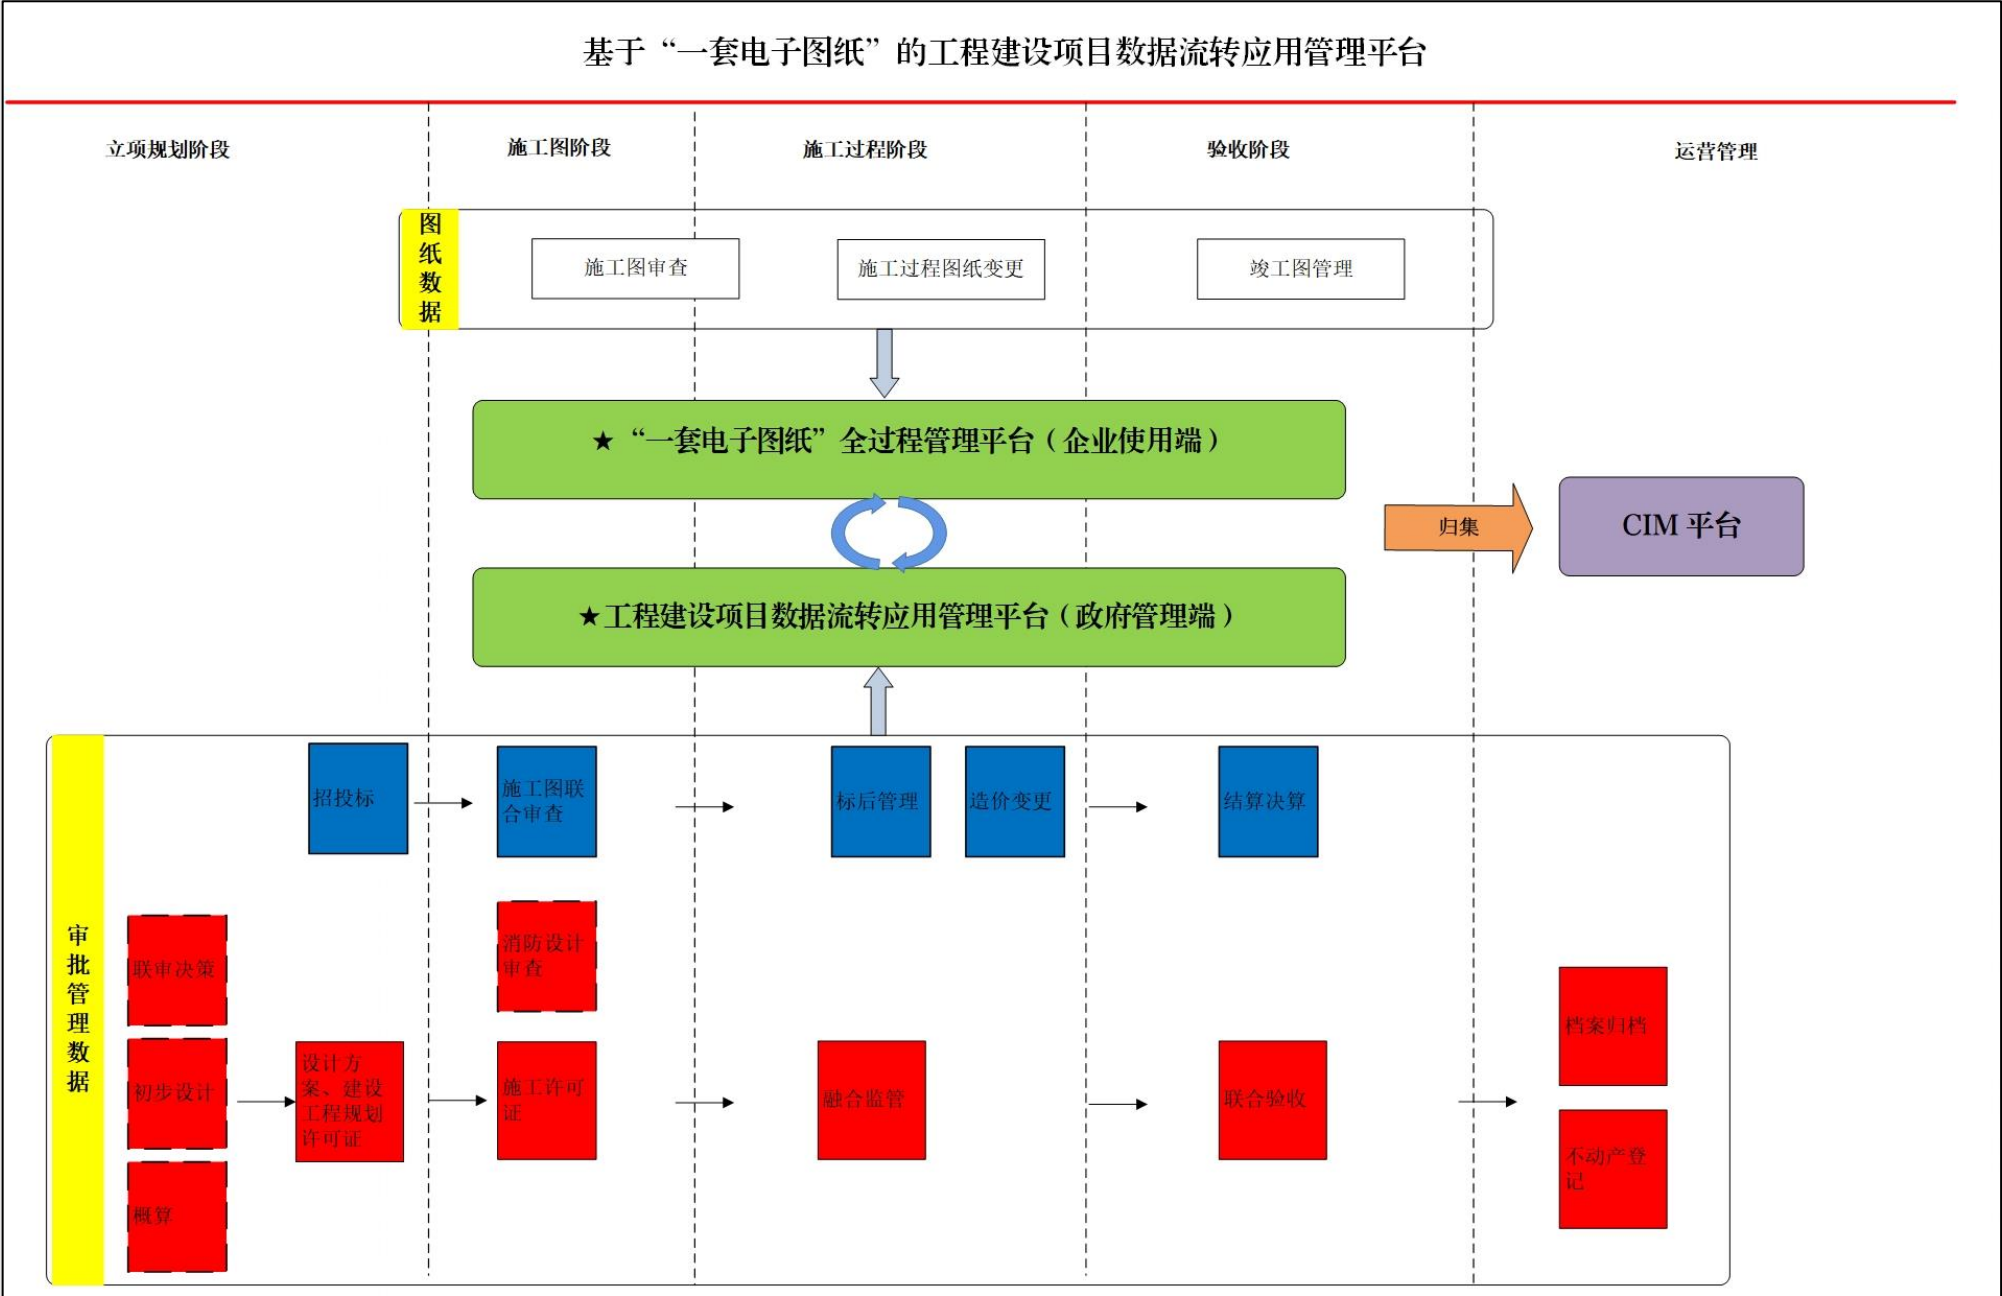 基于“一套电子图纸”的工程建设项目数据流转应用管理平台
立项规划阶段
施工图阶段
施工过程阶段
验收阶段
运营管理
图
纸
数
据
施工图审查
施工过程图纸变更
竣工图管理
★“一套电子图纸”全过程管理平台（企业使用端）
归集
CIM 平台
★工程建设项目数据流转应用管理平台（政府管理端）
审
批
管
理
数
据
招投标
施工图联
合审查
标后管理
造价变更
结算决算
联审决策
消防设计
审查
初步设计
设计方
案、建设
工程规划
许可证
施工许可
证
融合监管
联合验收
档案归档
概算
不动产登
记